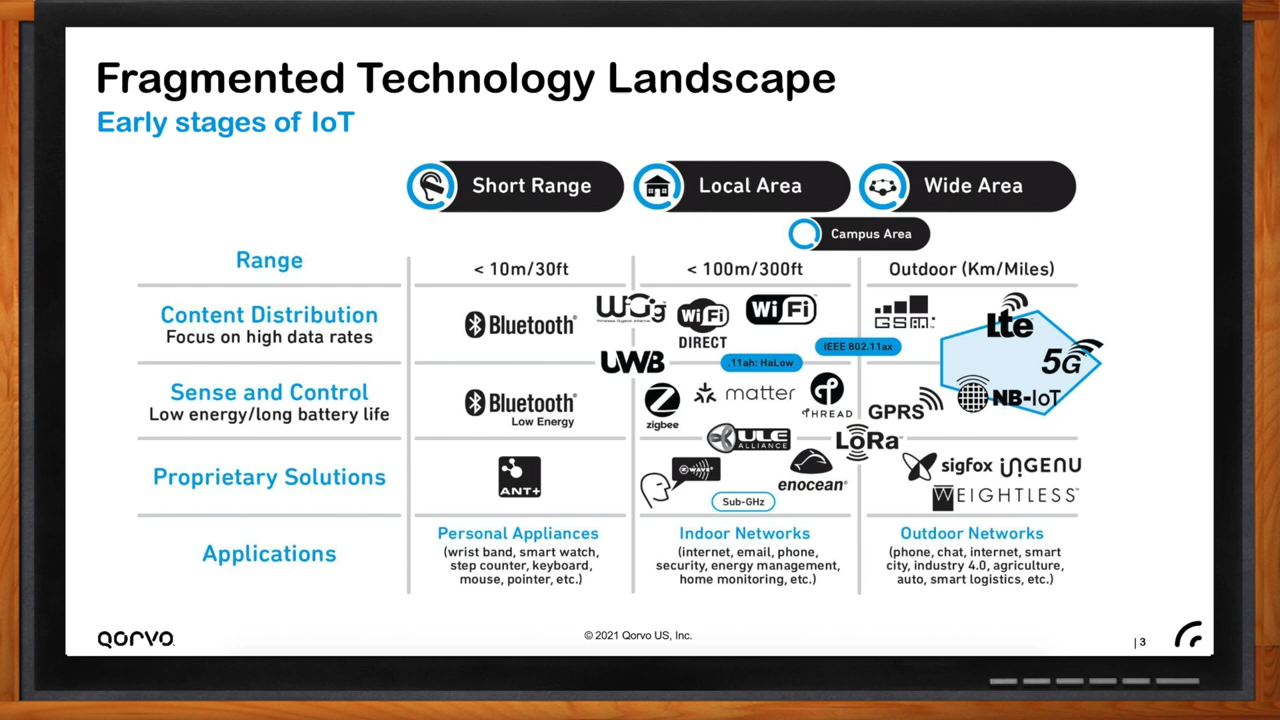 Fragmented Technology Landscape
Early stages of IoT
Short Range
Local Area
Wide Area
Campus Area
Range
< 10m/30ft
< 100m/300ft
Outdoor (Km/Miles)
Content Distribution
Focus on high data rates
Bluetooth®
WiGig
WiFi
DIRECT
WiFi
GSM
Lte
5G
IEEE 802.11ax
UWB
.11ah: HaLow
Sense and Control
Low energy/long battery life
Bluetooth®
Low Energy
zigbee
matter
THREAD
GPRS
NB-IoT
ULE
ALLIANCE
LoRa
Proprietary Solutions
ANT+
Z WAVE®
enocean®
Sub-GHz
sigfox
INGENU
WEIGHTLESS™
Applications
Personal Appliances
(wrist band, smart watch,
step counter, keyboard,
mouse, pointer, etc.)
Indoor Networks
(internet, email, phone,
security, energy management,
home monitoring, etc.)
Outdoor Networks
(phone, chat, internet, smart
city, industry 4.0, agriculture,
auto, smart logistics, etc.)
QORVO
© 2021 Qorvo US, Inc.
| 3